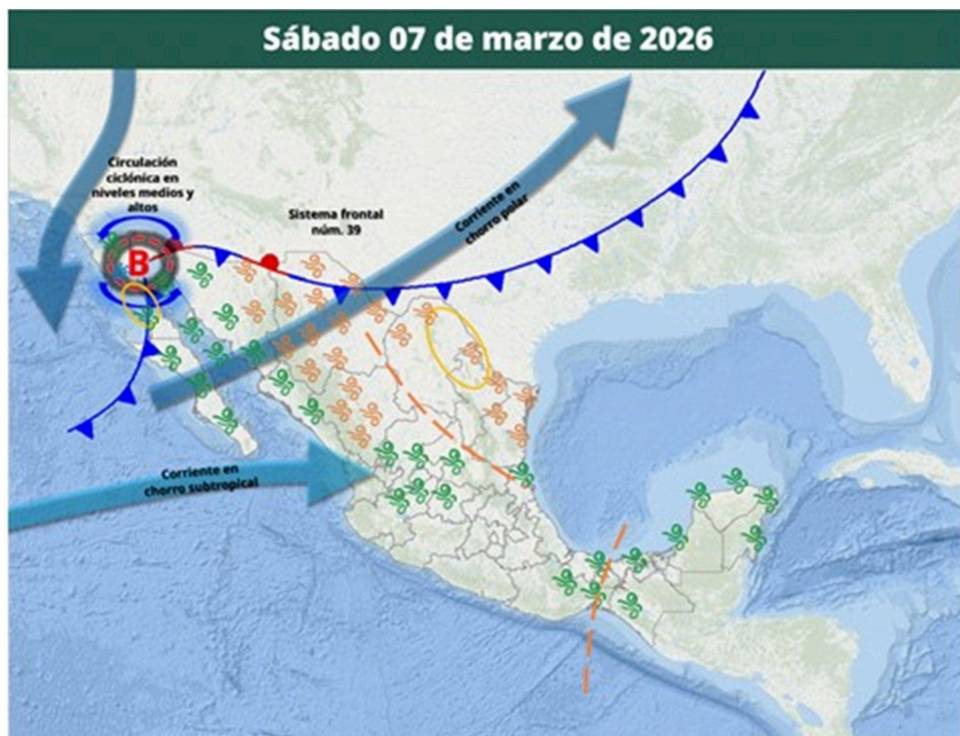 Sábado 07 de marzo de 2026
Circulación
ciclónica en
niveles medios y
altos
Sistema frontal
núm. 39
Corriente en
chorro polar
B
Corriente en
chorro subtropical